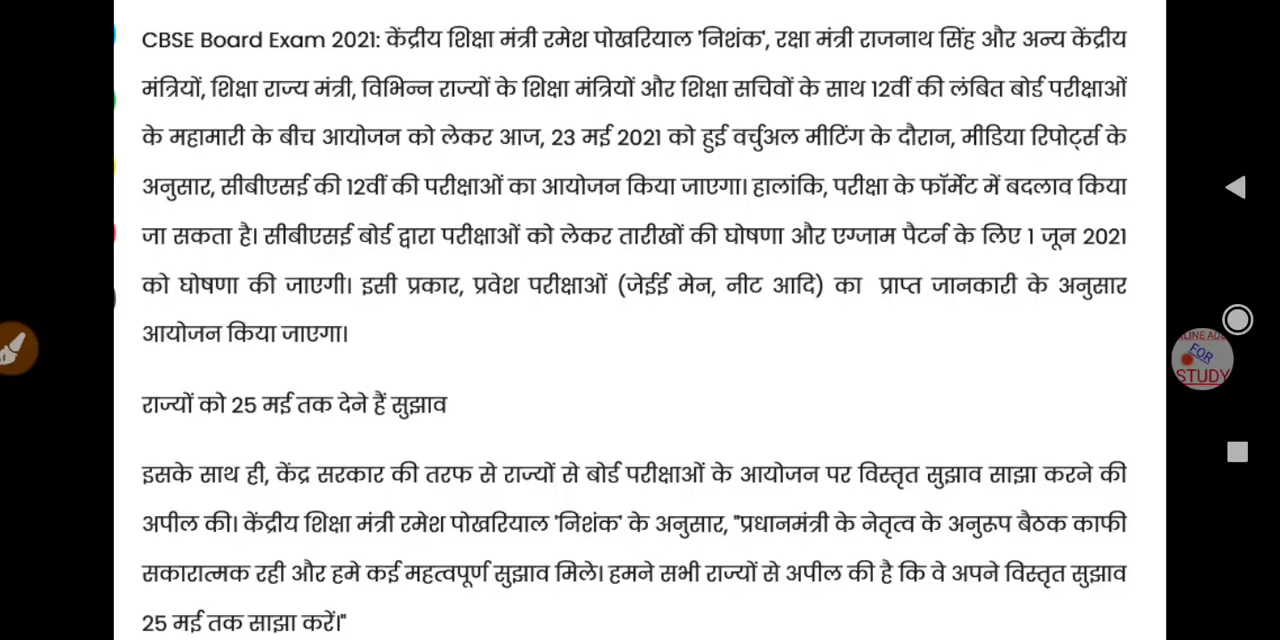 CBSE Board Exam 2021: केंद्रीय शिक्षा मंत्री रमेश पोखरियाल 'निशंक', रक्षा मंत्री राजनाथ सिंह और अन्य केंद्रीय
मंत्रियों, शिक्षा राज्य मंत्री, विभिन्न राज्यों के शिक्षा मंत्रियों और शिक्षा सचिवों के साथ 12वीं की लंबित बोर्ड परीक्षाओं
के महामारी के बीच आयोजन को लेकर आज, 23 मई 2021 को हुई वर्चुअल मीटिंग के दौरान, मीडिया रिपोर्ट्स के
अनुसार, सीबीएसई की 12वीं की परीक्षाओं का आयोजन किया जाएगा। हालांकि, परीक्षा के फॉर्मेट में बदलाव किया
जा सकता है। सीबीएसई बोर्ड द्वारा परीक्षाओं को लेकर तारीखों की घोषणा और एग्जाम पैटर्न के लिए 1 जून 2021
को घोषणा की जाएगी। इसी प्रकार, प्रवेश परीक्षाओं (जेईई मेन, नीट आदि) का प्राप्त जानकारी के अनुसार
आयोजन किया जाएगा।
राज्यों को 25 मई तक देने हैं सुझाव
इसके साथ ही, केंद्र सरकार की तरफ से राज्यों से बोर्ड परीक्षाओं के आयोजन पर विस्तृत सुझाव साझा करने की
अपील की। केंद्रीय शिक्षा मंत्री रमेश पोखरियाल 'निशंक' के अनुसार, "प्रधानमंत्री के नेतृत्व के अनुरूप बैठक काफी
सकारात्मक रही और हमे कई महत्वपूर्ण सुझाव मिले। हमने सभी राज्यों से अपील की है कि वे अपने विस्तृत सुझाव
25 मई तक साझा करें।"
FOR
STUDY